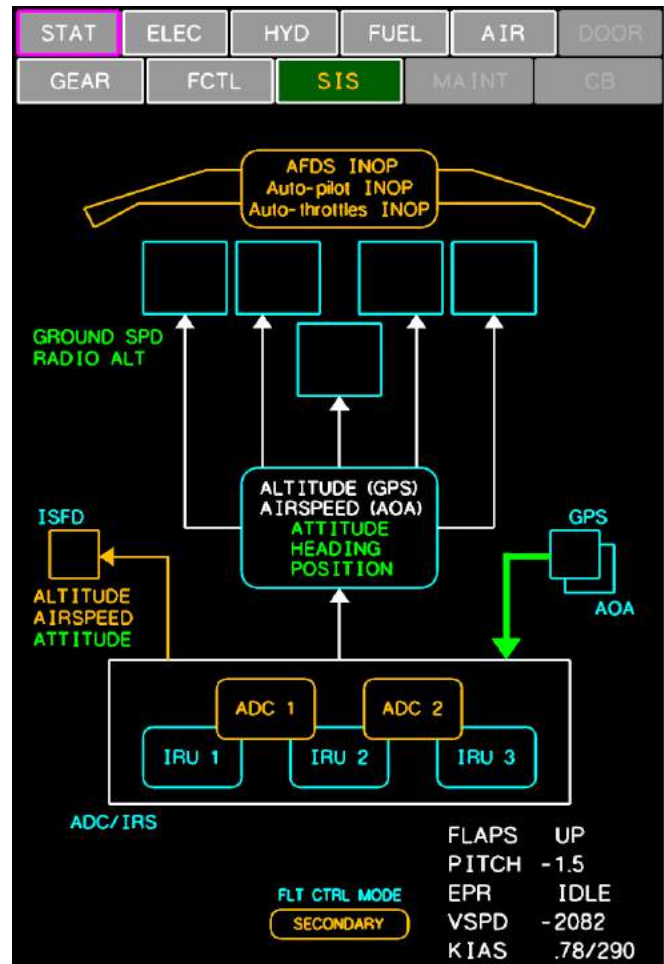 STAT ELEC HYD FUEL AIR DOOR
GEAR FCTL SIS MAINT CB
AFDS INOP
Auto-pilot INOP
Auto-throttles INOP
GROUND SPD
RADIO ALT
ALTITUDE (GPS)
AIRSPEED (AOA)
ATTITUDE
HEADING
POSITION
ISFD
ALTITUDE
AIRSPEED
ATTITUDE
GPS
AOA
ADC 1 ADC 2
IRU 1 IRU 2 IRU 3
ADC/IRS
FLT CTRL MODE
SECONDARY
FLAPS UP
PITCH -1.5
EPR IDLE
VSPD -2082
KIAS .78/290